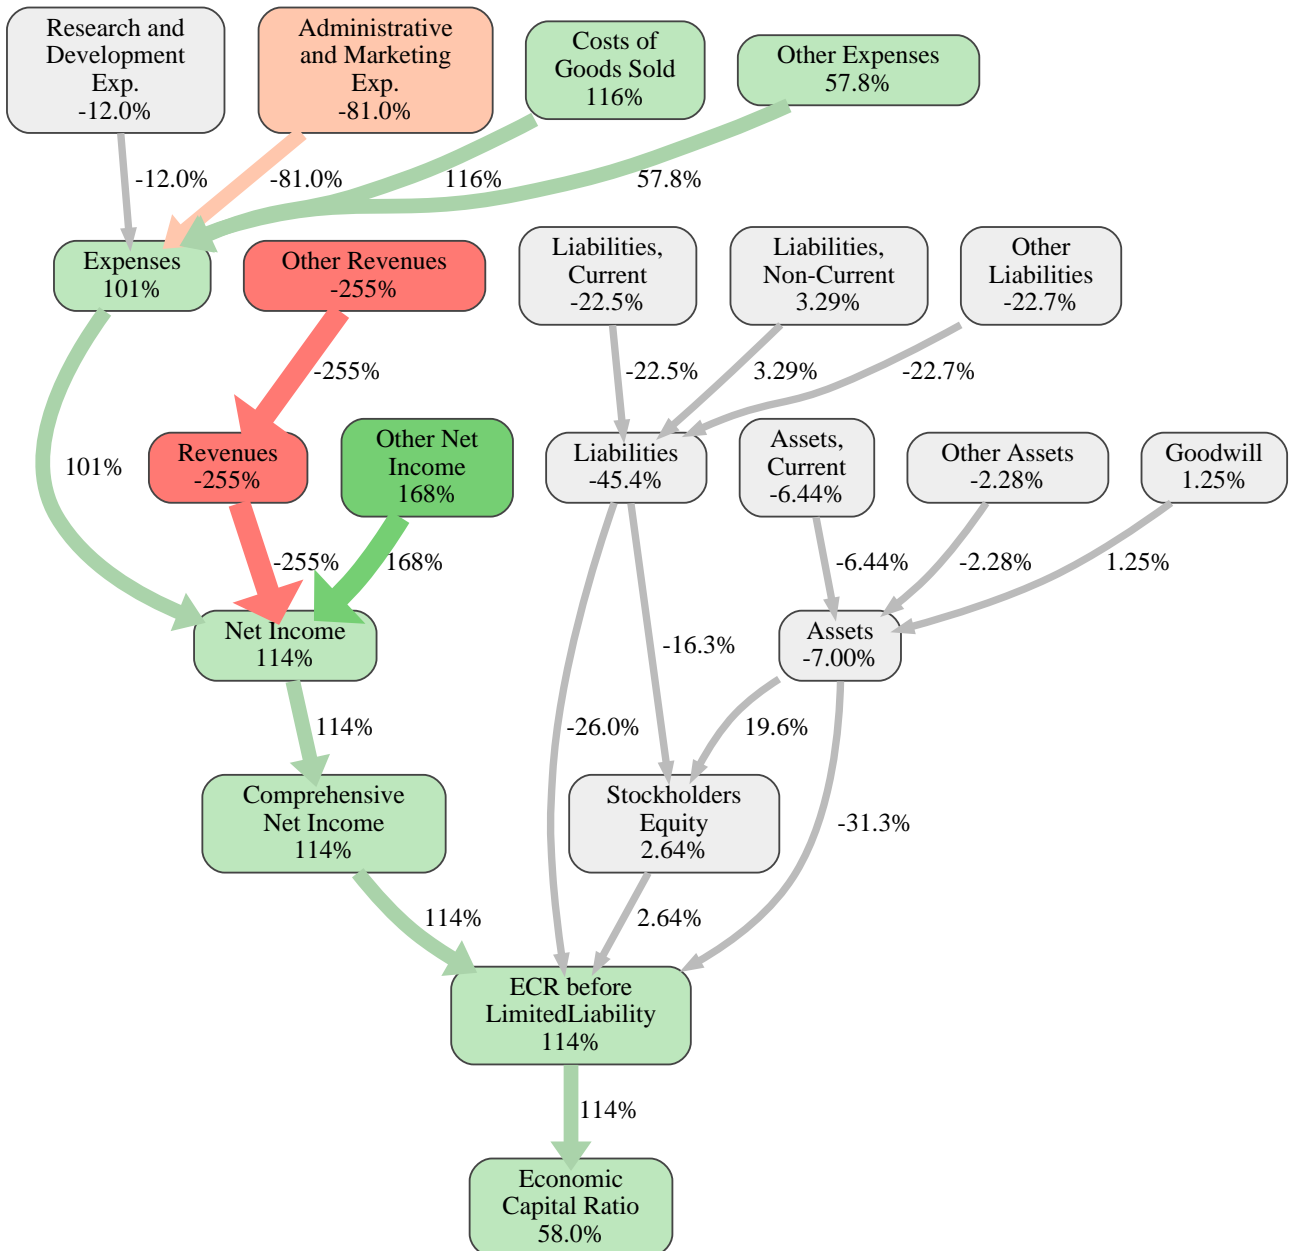 Research and
Development
Exp.
-12.0%
Administrative
and Marketing
Exp.
-81.0%
Costs of
Goods Sold
116%
Other Expenses
57.8%
-12.0%
-81.0%
116%
57.8%
Expenses
101%
Other Revenues
-255%
Liabilities,
Current
-22.5%
Liabilities,
Non-Current
3.29%
Other
Liabilities
-22.7%
-255%
-22.5%
3.29%
-22.7%
101%
Revenues
-255%
Other Net
Income
168%
Liabilities
-45.4%
Assets,
Current
-6.44%
Other Assets
-2.28%
Goodwill
1.25%
-255%
168%
-6.44%
-2.28%
1.25%
Net Income
114%
-16.3%
Assets
-7.00%
114%
-26.0%
19.6%
Comprehensive
Net Income
114%
Stockholders
Equity
2.64%
-31.3%
114%
2.64%
ECR before
LimitedLiability
114%
114%
Economic
Capital Ratio
58.0%